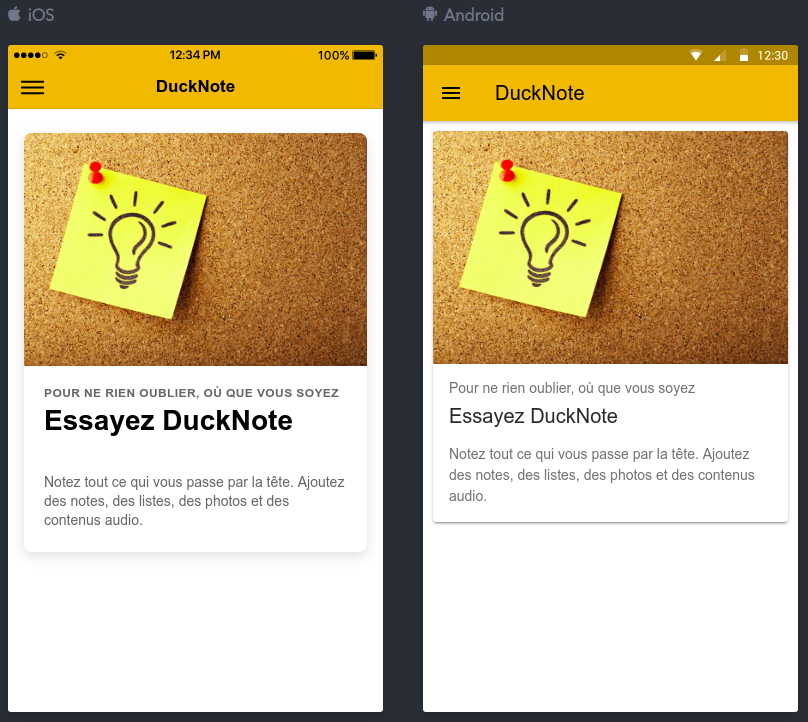 iOS
12:34 PM
100%
DuckNote
POUR NE RIEN OUBLIER, OÙ QUE VOUS SOYEZ
Essayez DuckNote
Notez tout ce qui vous passe par la tête. Ajoutez
des notes, des listes, des photos et des
contenus audio.
Android
12:30
DuckNote
Pour ne rien oublier, où que vous soyez
Essayez DuckNote
Notez tout ce qui vous passe par la tête. Ajoutez
des notes, des listes, des photos et des contenus
audio.